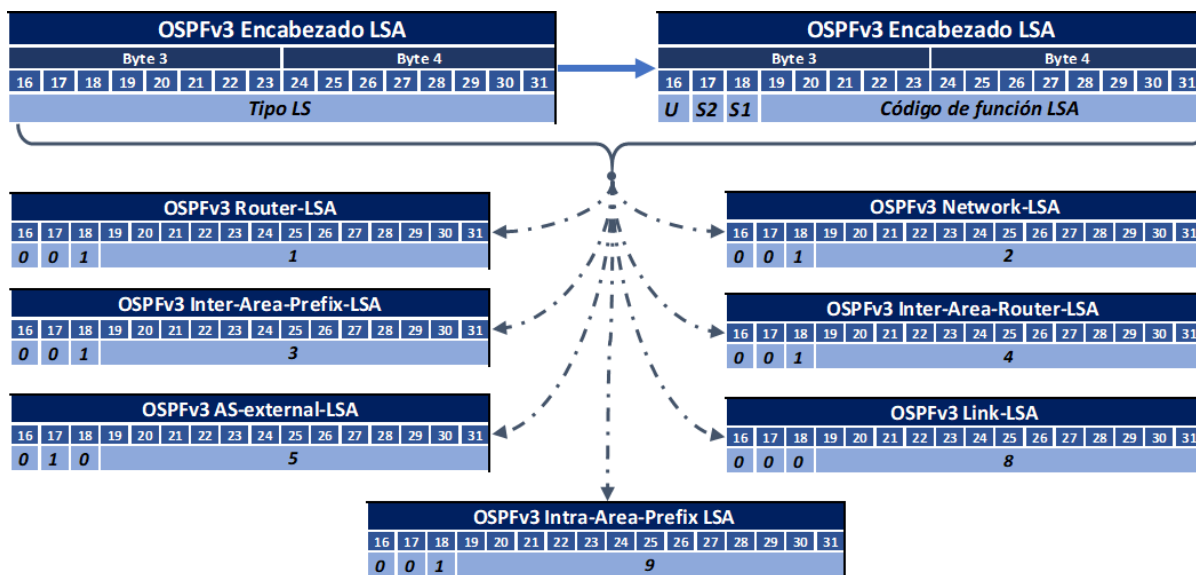 OSPFv3 Encabezado LSA
Byte 3 Byte 4
16 17 18 19 20 21 22 23 24 25 26 27 28 29 30 31
Tipo LS
OSPFv3 Encabezado LSA
Byte 3 Byte 4
16 17 18 19 20 21 22 23 24 25 26 27 28 29 30 31
U S2 S1 Código de función LSA
OSPFv3 Router-LSA
16 17 18 19 20 21 22 23 24 25 26 27 28 29 30 31
0 0 1 1
OSPFv3 Network-LSA
16 17 18 19 20 21 22 23 24 25 26 27 28 29 30 31
0 0 1 2
OSPFv3 Inter-Area-Prefix-LSA
16 17 18 19 20 21 22 23 24 25 26 27 28 29 30 31
0 0 1 3
OSPFv3 Inter-Area-Router-LSA
16 17 18 19 20 21 22 23 24 25 26 27 28 29 30 31
0 0 1 4
OSPFv3 AS-external-LSA
16 17 18 19 20 21 22 23 24 25 26 27 28 29 30 31
0 1 0 5
OSPFv3 Link-LSA
16 17 18 19 20 21 22 23 24 25 26 27 28 29 30 31
0 0 0 8
OSPFv3 Intra-Area-Prefix LSA
16 17 18 19 20 21 22 23 24 25 26 27 28 29 30 31
0 0 1 9